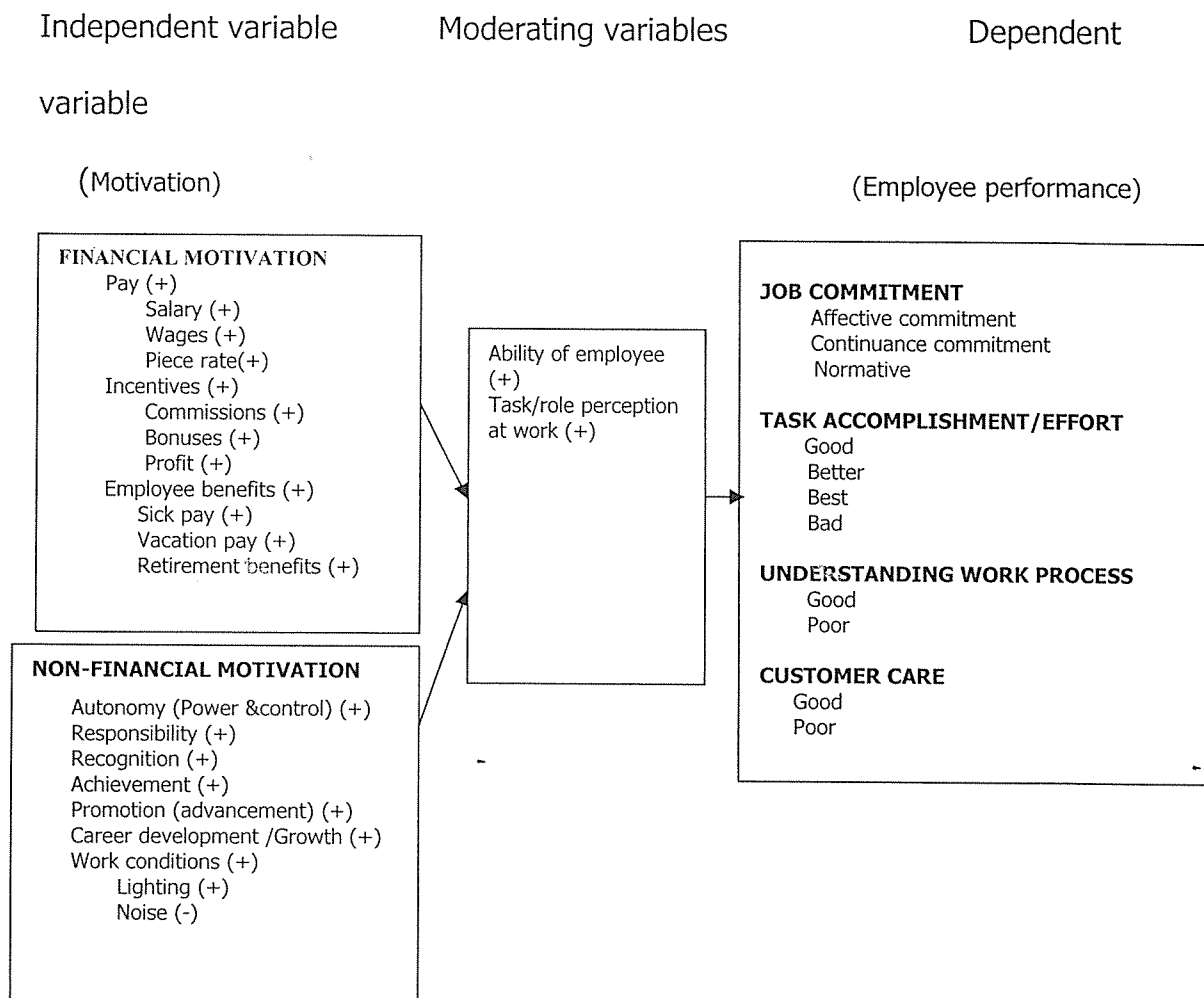 Independent variable Moderating variables Dependent
variable
(Motivation) (Employee performance)
FINANCIAL MOTIVATION
Pay (+)
Salary (+)
Wages (+)
Piece rate(+)
Incentives (+)
Commissions (+)
Bonuses (+)
Profit (+)
Employee benefits (+)
Sick pay (+)
Vacation pay (+)
Retirement benefits (+)
NON-FINANCIAL MOTIVATION
Autonomy (Power &control) (+)
Responsibility (+)
Recognition (+)
Achievement (+)
Promotion (advancement) (+)
Career development /Growth (+)
Work conditions (+)
Lighting (+)
Noise (-)
Ability of employee
(+)
Task/role perception
at work (+)
JOB COMMITMENT
Affective commitment
Continuance commitment
Normative
TASK ACCOMPLISHMENT/EFFORT
Good
Better
Best
Bad
UNDERSTANDING WORK PROCESS
Good
Poor
CUSTOMER CARE
Good
Poor